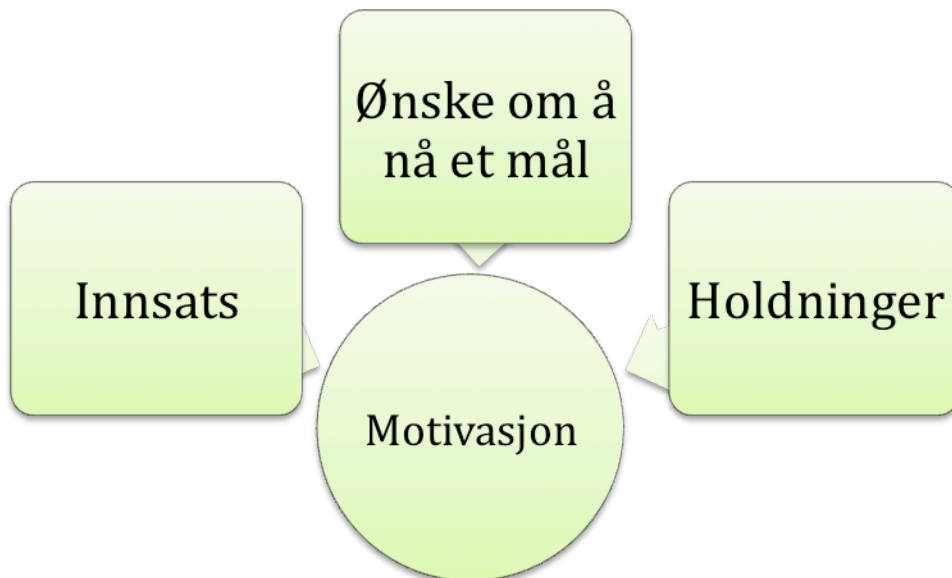 Ønske om å
nå et mål
Innsats
Holdninger
Motivasjon